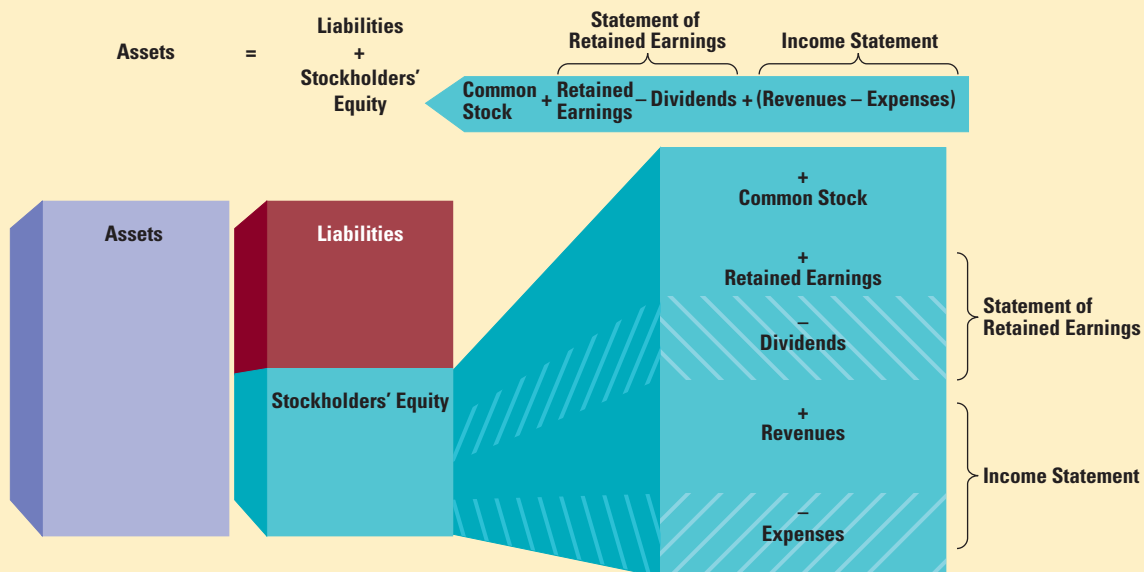 Assets
=
Liabilities
+
Stockholders’
Equity
Statement of
Retained Earnings
Income Statement
Common
Stock
+
Retained
Earnings
– Dividends + (Revenues – Expenses)
Assets
Liabilities
Stockholders’ Equity
+
Common Stock
+
Retained Earnings
–
Dividends
+
Revenues
–
Expenses
Statement of
Retained Earnings
Income Statement